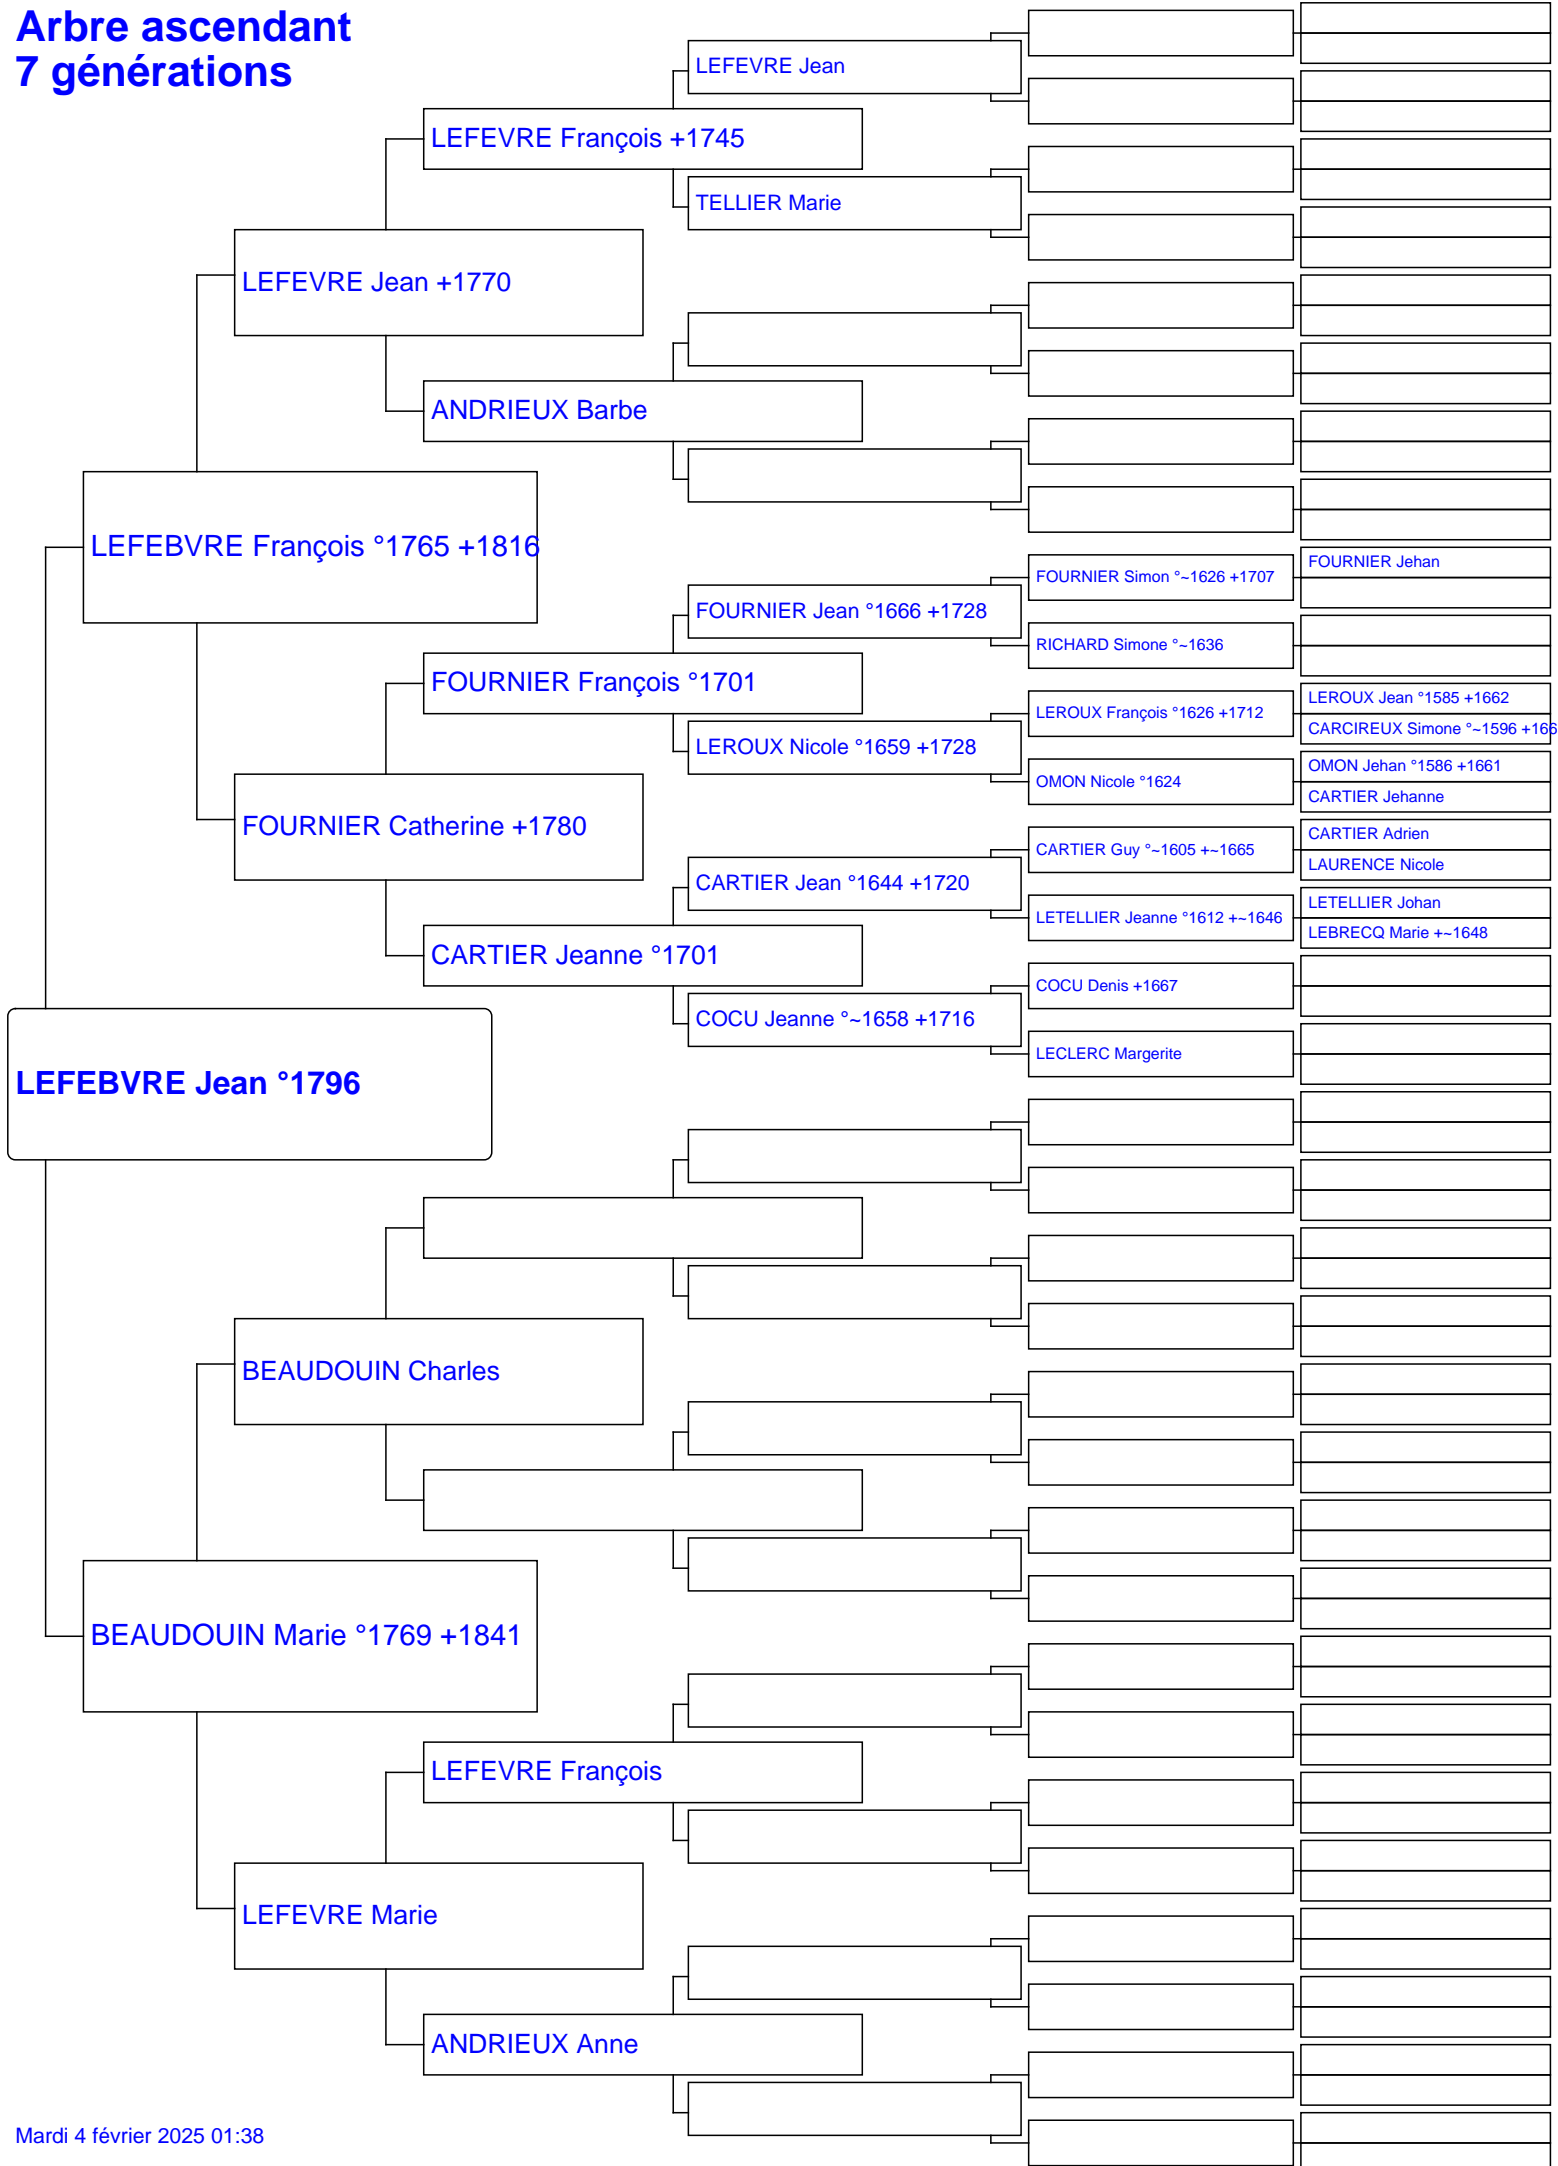 Arbre ascendant
7 générations
LEFEVRE Jean
LEFEVRE François +1745
TELLIER Marie
LEFEVRE Jean +1770
ANDRIEUX Barbe
LEFEBVRE François °1765 +1816
FOURNIER Jehan
FOURNIER Simon °~1626 +1707
FOURNIER Jean °1666 +1728
RICHARD Simone °~1636
FOURNIER François °1701
LEROUX Jean °1585 +1662
LEROUX François °1626 +1712
CARCIREUX Simone °~1596 +166
LEROUX Nicole °1659 +1728
OMON Jehan °1586 +1661
OMON Nicole °1624
CARTIER Jehanne
FOURNIER Catherine +1780
CARTIER Adrien
CARTIER Guy °~1605 +~1665
LAURENCE Nicole
CARTIER Jean °1644 +1720
LETELLIER Johan
LETELLIER Jeanne °1612 +~1646
LEBRECQ Marie +~1648
CARTIER Jeanne °1701
COCU Denis +1667
COCU Jeanne °~1658 +1716
LECLERC Margerite
LEFEBVRE Jean °1796
BEAUDOUIN Charles
BEAUDOUIN Marie °1769 +1841
LEFEVRE François
LEFEVRE Marie
ANDRIEUX Anne
Mardi 4 février 2025 01:38